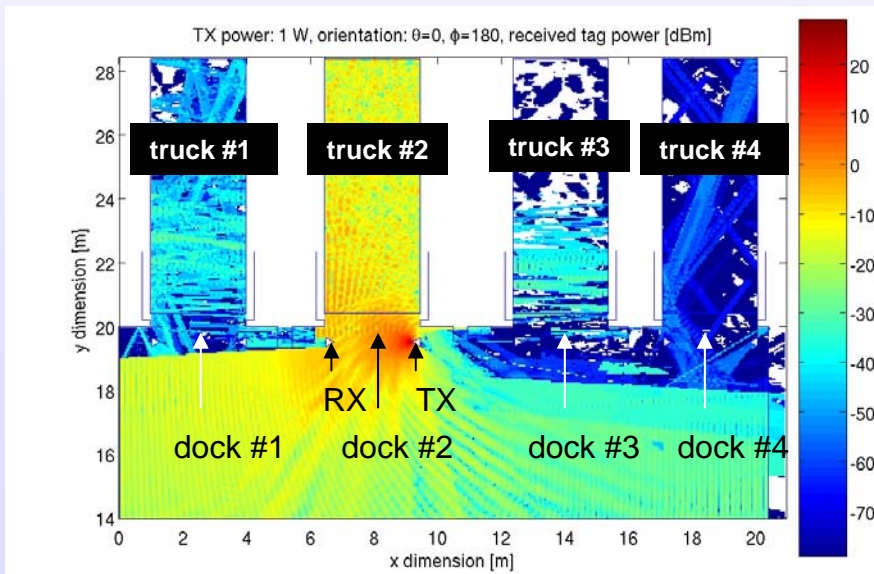 TX power: 1 W, orientation: θ=0, ϕ=180, received tag power [dBm]
28
26
24
22
20
18
16
14
y dimension [m]
truck #1
truck #2
truck #3
truck #4
RX
TX
dock #1
dock #2
dock #3
dock #4
0
2
4
6
8
10
12
14
16
18
20
x dimension [m]
20
10
0
-10
-20
-30
-40
-50
-60
-70